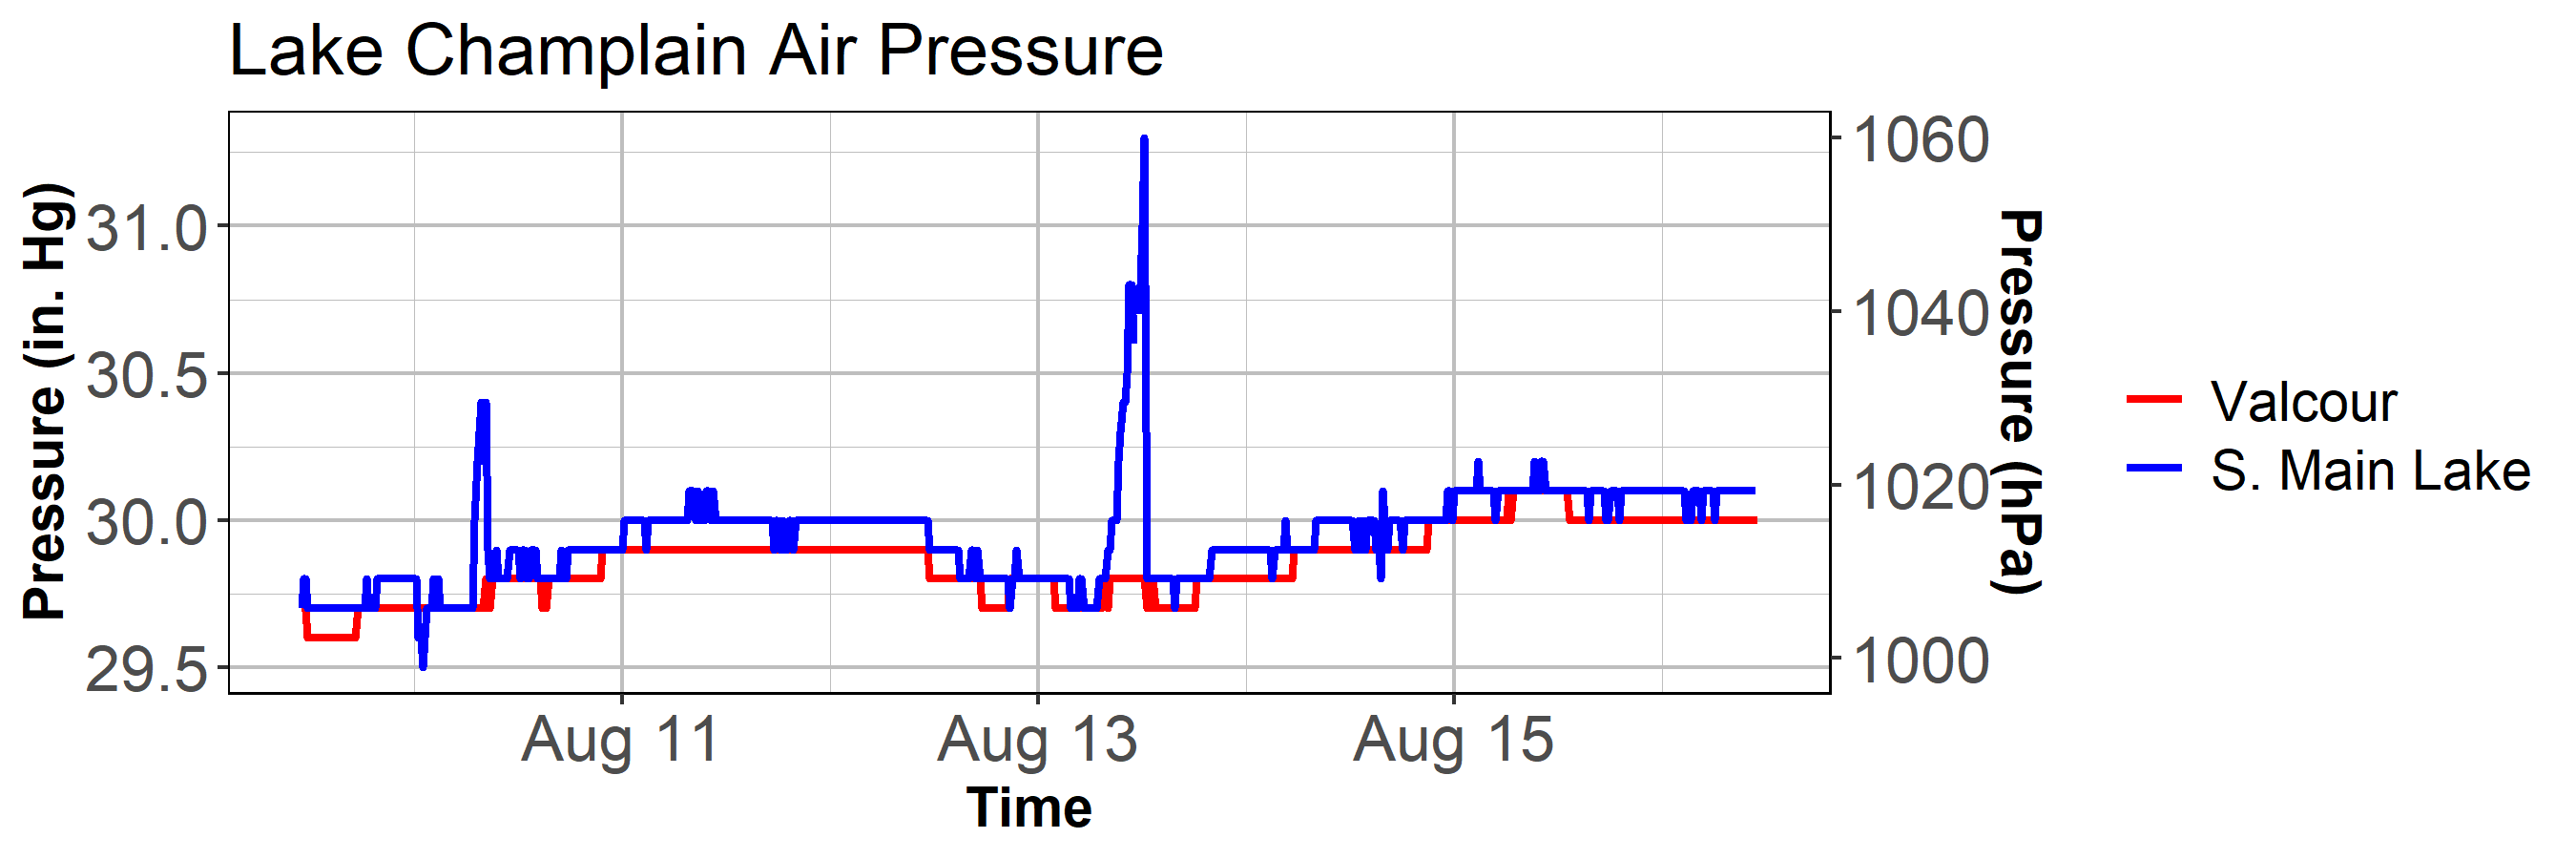 Lake Champlain Air Pressure
Pressure (in. Hg)
31.0
30.5
30.0
29.5
1060
1040
1020
1000
Pressure (hPa)
Aug 11
Aug 13
Aug 15
Time
Valcour
S. Main Lake